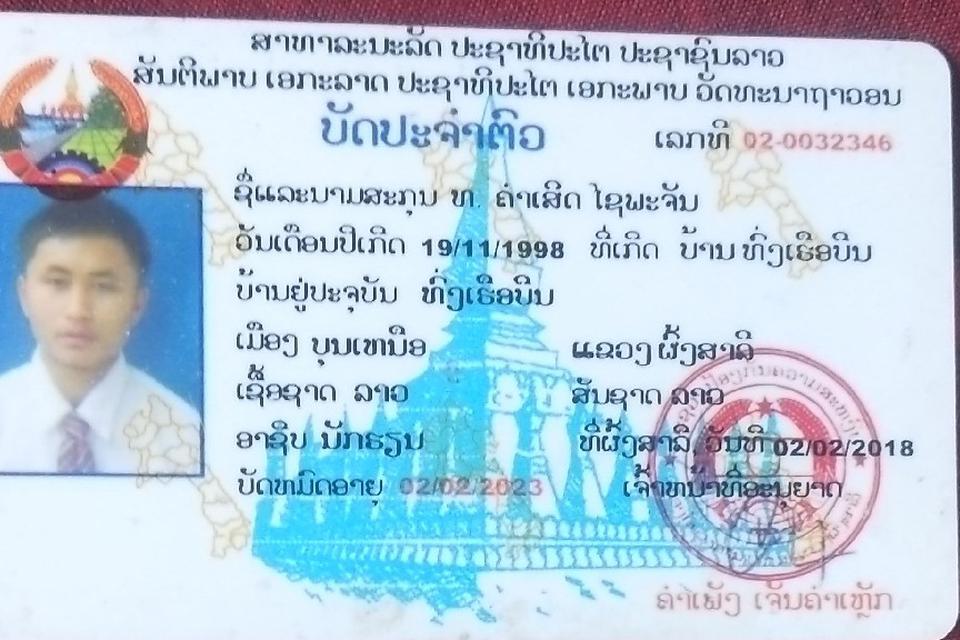 ສາທາລະນະລັດ ປະຊາທິປະໄຕ ປະຊາຊົນລາວ
ສັນຕິພາບ ເອກະລາດ ປະຊາທິປະໄຕ ເອກະພາບ ວັດທະນາຖາວອນ
ບັດປະຈຳຕົວ ເລກທີ 02-0032346
ຊື່ແລະນາມສະກຸນ ທ. ຄຳເສີດ ໄຊພະຈັນ
ວັນເດືອນປີເກີດ 19/11/1998 ທີ່ເກີດ ບ້ານ ທົ່ງເຮືອບິນ
ບ້ານຢູ່ປະຈຸບັນ ທົ່ງເຮືອບິນ
ເມືອງ ບຸນເຫນືອ ແຂວງ ຜົ້ງສາລີ
ເຊື້ອຊາດ ລາວ ສັນຊາດ ລາວ
ອາຊີບ ນັກຮຽນ ທີ່ຜົ້ງສາລີ, ວັນທີ 02/02/2018
ບັດຫມົດອາຍຸ 02/02/2023 ເຈົ້າຫນ້າທີ່ອະນຸຍາດ
ຄຳເພັງ ເຈັນຄຳເຫຼັກ